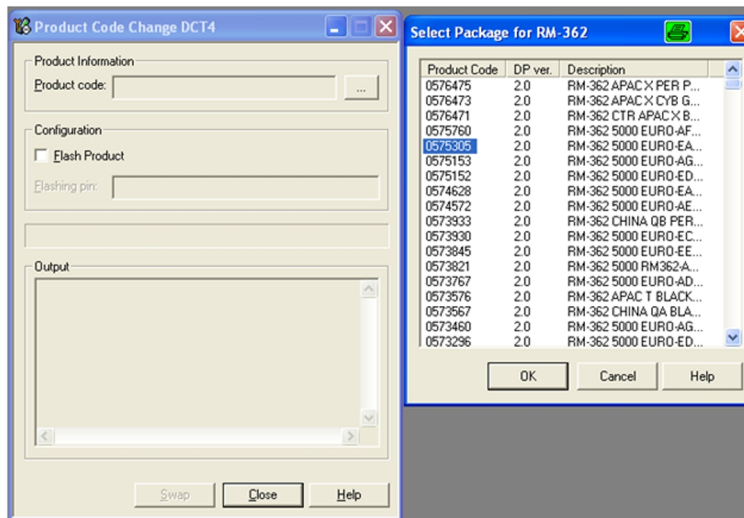 Product Code Change DCT4
Product Information
Product code:
...
Configuration
Flash Product
Flashing pin:
Output
Swap
Close
Help
Select Package for RM-362
Product Code DP ver. Description
0576475 2.0 RM-362 APAC X PER P...
0576473 2.0 RM-362 APAC X CYB G...
0576471 2.0 RM-362 CTR APAC X B...
0575760 2.0 RM-362 5000 EURO-AF...
0575305 2.0 RM-362 5000 EURO-EA...
0575153 2.0 RM-362 5000 EURO-AG...
0575152 2.0 RM-362 5000 EURO-ED...
0574628 2.0 RM-362 5000 EURO-EA...
0574572 2.0 RM-362 5000 EURO-AE...
0573933 2.0 RM-362 CHINA QB PER...
0573930 2.0 RM-362 5000 EURO-EC...
0573845 2.0 RM-362 5000 EURO-EE...
0573821 2.0 RM-362 5000 RM362-A...
0573767 2.0 RM-362 5000 EURO-AD...
0573576 2.0 RM-362 APAC T BLACK...
0573567 2.0 RM-362 CHINA QA BLA...
0573460 2.0 RM-362 5000 EURO-AG...
0573296 2.0 RM-362 5000 EURO-ED...
OK
Cancel
Help